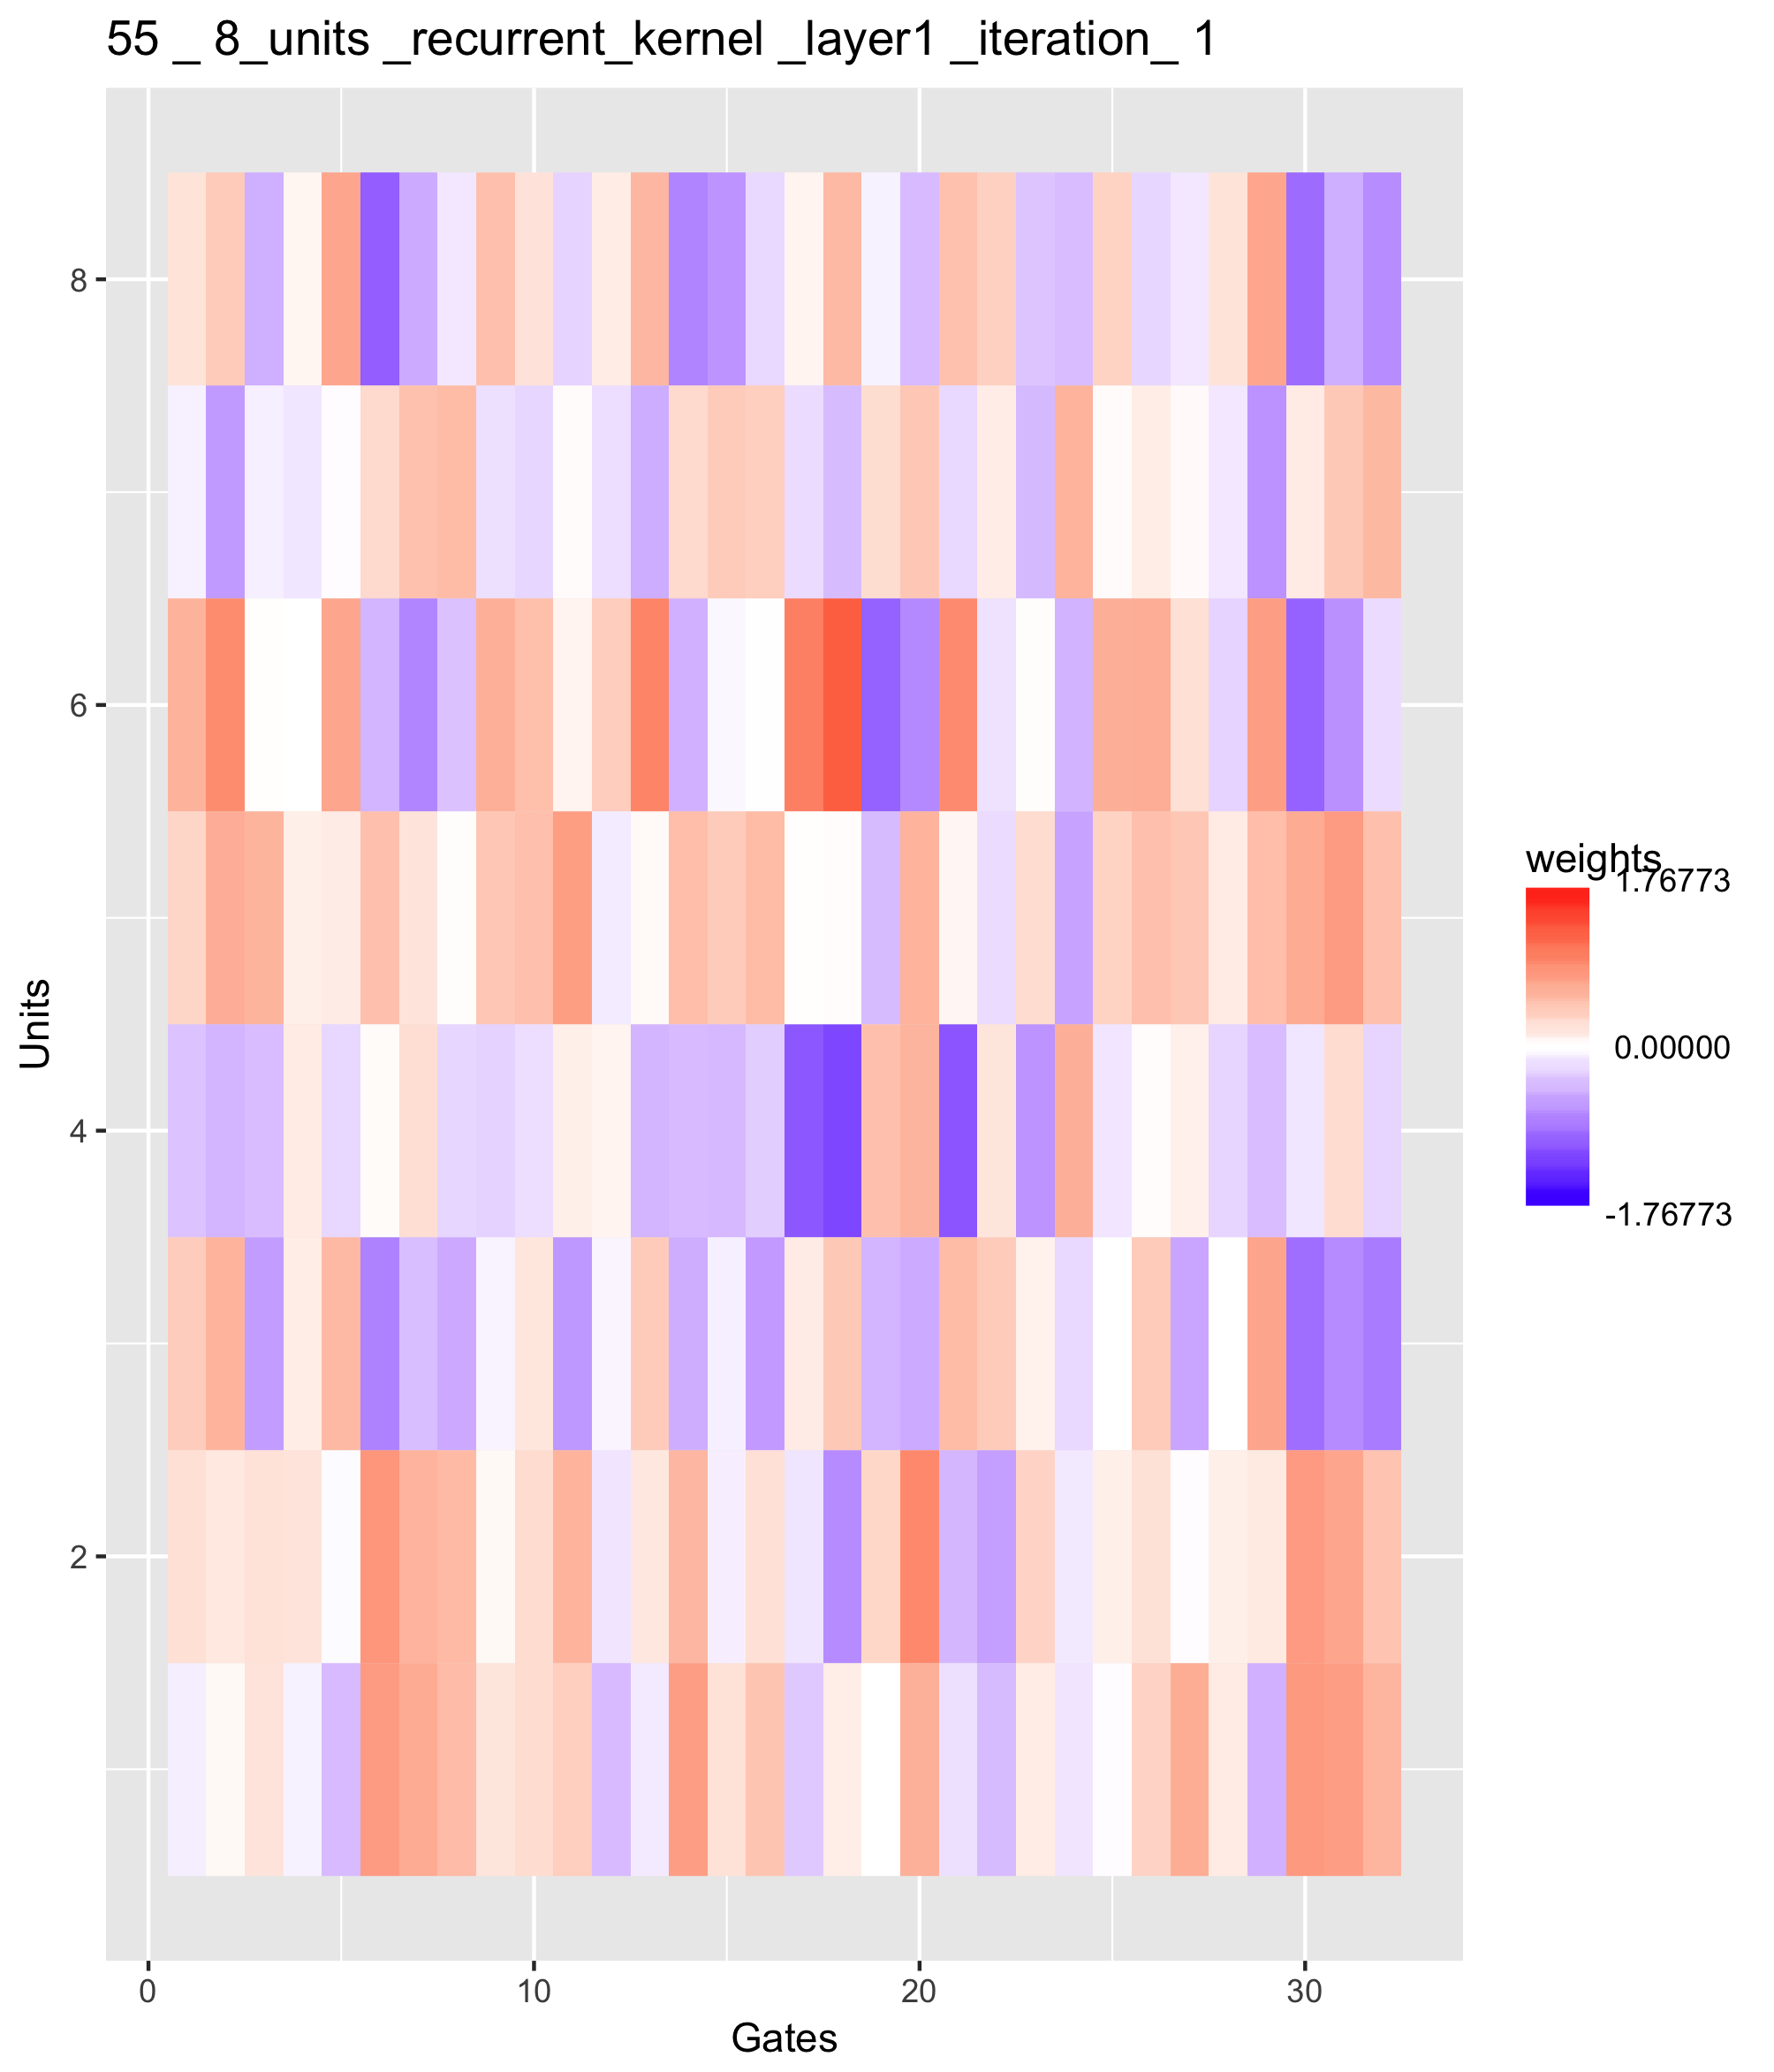 55 _ 8_units _recurrent_kernel _layer1 _iteration_ 1
8
6
4
2
Units
0 10 20 30
Gates
weights
1.76773
0.00000
-1.76773